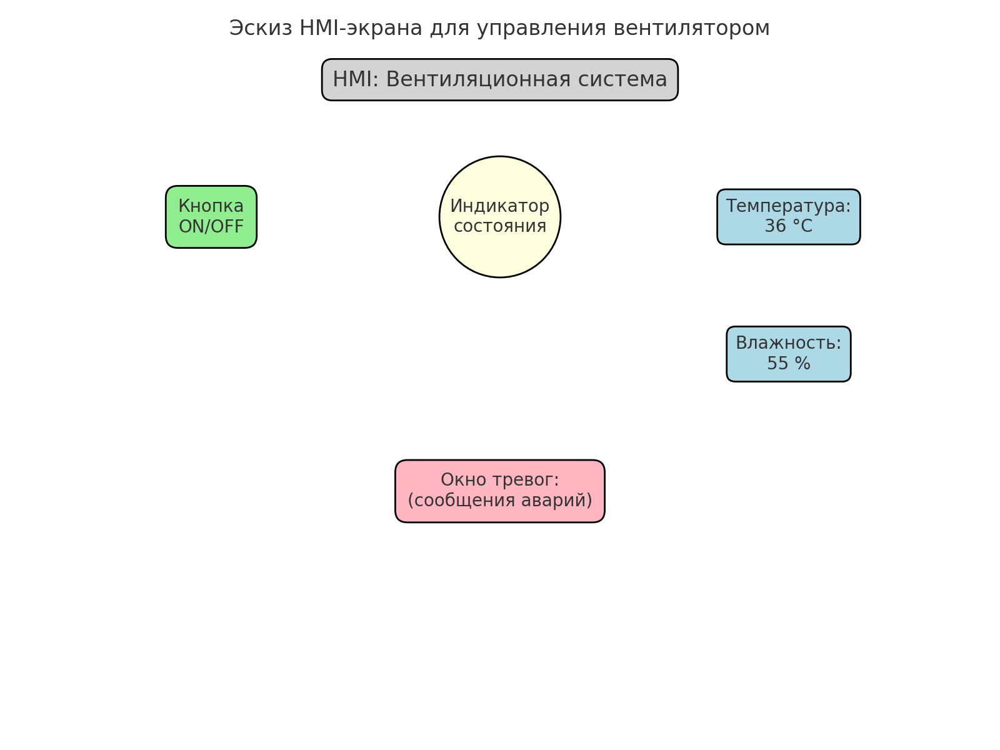 Эскиз HMI-экрана для управления вентилятором
HMI: Вентиляционная система
Кнопка
ON/OFF
Индикатор
состояния
Температура:
36 °C
Влажность:
55 %
Окно тревог:
(сообщения аварий)